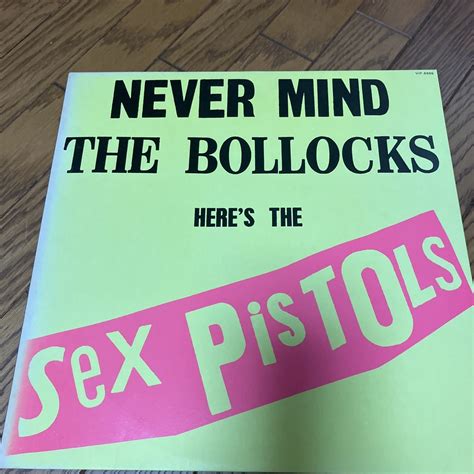 NEVER MIND
THE BOLLOCKS
HERE'S THE
Sex PisTOLs